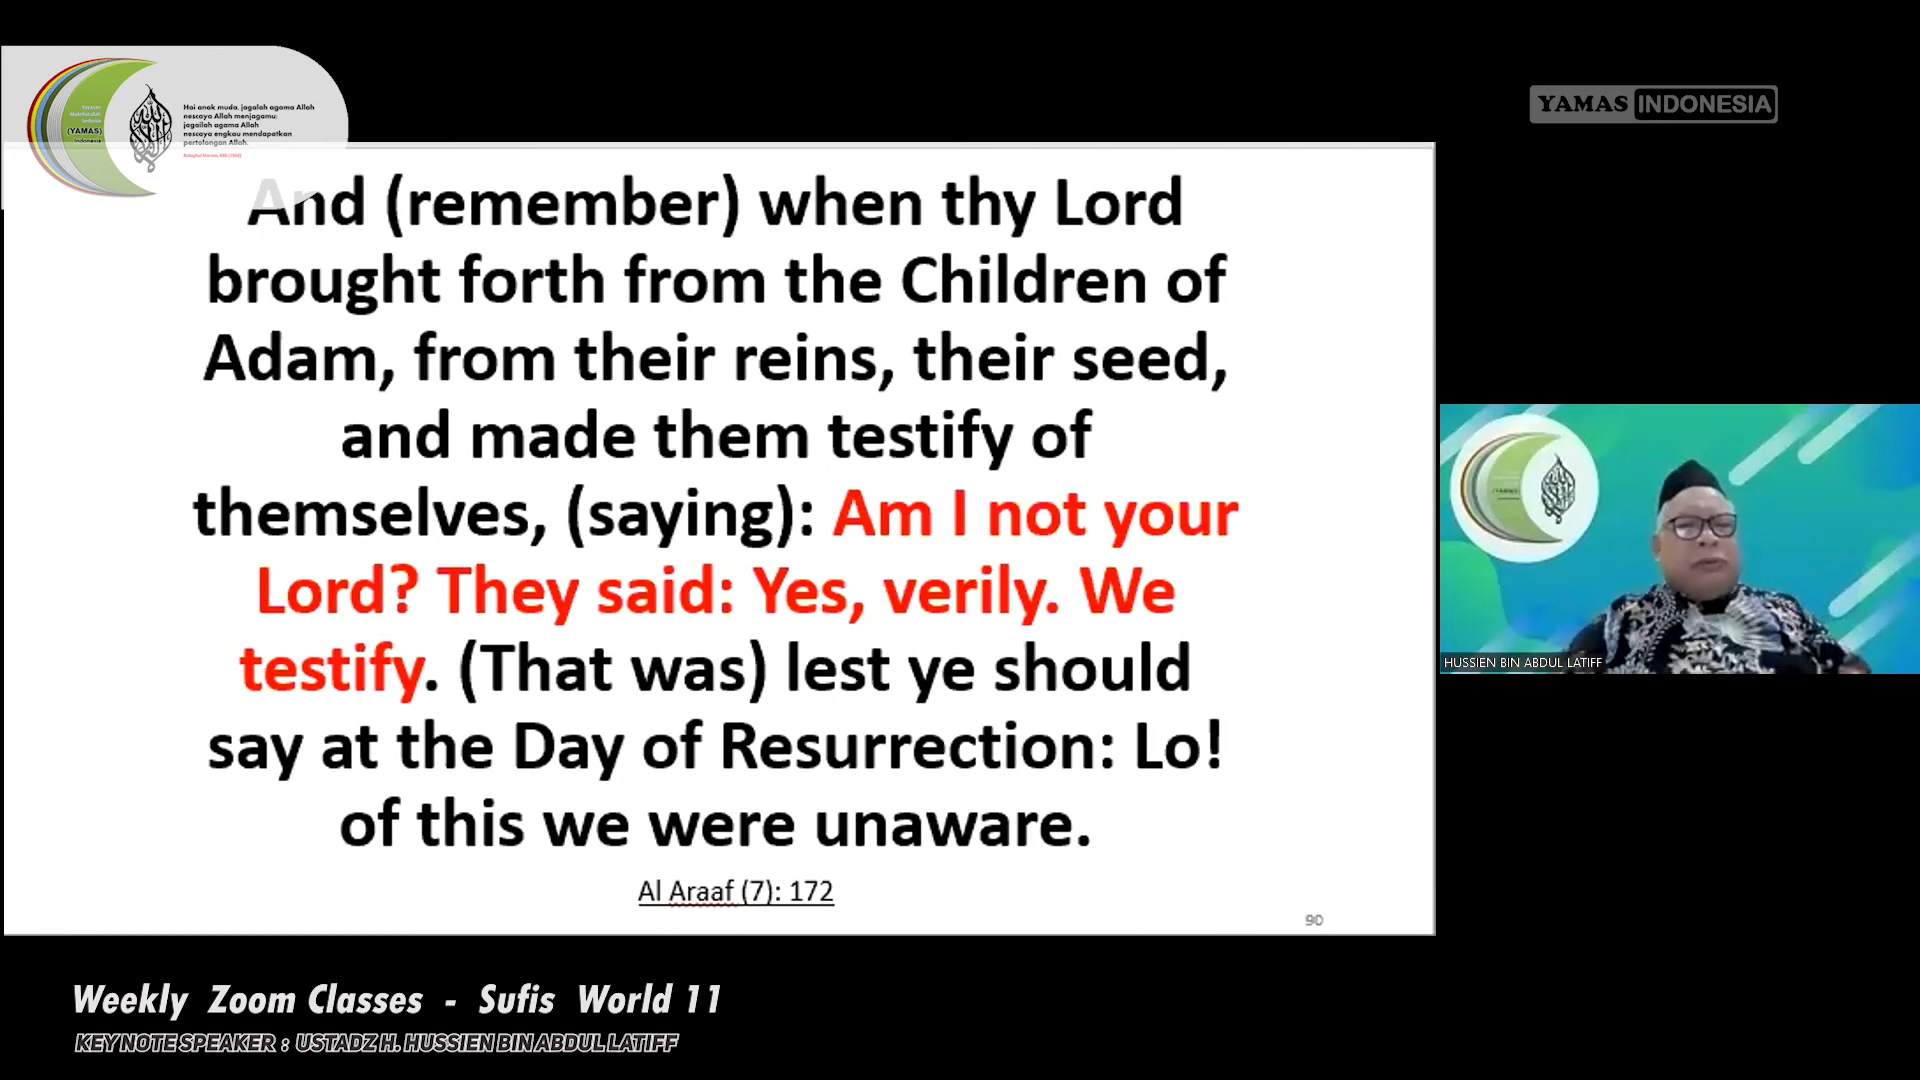 Yayasan
Makrifatullah
Sedunia
(YAMAS)
Indonesia
Hai anak muda, jagalah agama Allah
nescaya Allah menjagamu;
jagalah agama Allah
nescaya engkau mendapatkan
pertolongan Allah.
YAMAS INDONESIA
And (remember) when thy Lord
brought forth from the Children of
Adam, from their reins, their seed,
and made them testify of
themselves, (saying): Am I not your
Lord? They said: Yes, verily. We
testify. (That was) lest ye should
say at the Day of Resurrection: Lo!
of this we were unaware.
Al Araaf (7): 172
90
HUSSIEN BIN ABDUL LATIFF
Weekly Zoom Classes - Sufis World 11
KEYNOTE SPEAKER : USTADZ H. HUSSIEN BIN ABDUL LATIFF